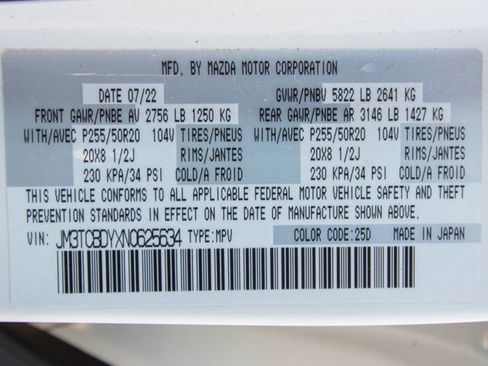 MFD. BY MAZDA MOTOR CORPORATION
DATE 07/22 GVWR/PNBV 5822 LB 2641 KG
FRONT GAWR/PNBE AV 2756 LB 1250 KG REAR GAWR/PNBE AR 3146 LB 1427 KG
WITH/AVEC P255/50R20 104V TIRES/PNEUS WITH/AVEC P255/50R20 104V TIRES/PNEUS
20X8 1/2J RIMS/JANTES 20X8 1/2J RIMS/JANTES
230 KPA/34 PSI COLD/A FROID 230 KPA/34 PSI COLD/A FROID
THIS VEHICLE CONFORMS TO ALL APPLICABLE FEDERAL MOTOR VEHICLE SAFETY AND THEFT
PREVENTION STANDARDS IN EFFECT ON THE DATE OF MANUFACTURE SHOWN ABOVE.
VIN: JM3TCBDYXN0625634 TYPE:MPV COLOR CODE:25D MADE IN JAPAN